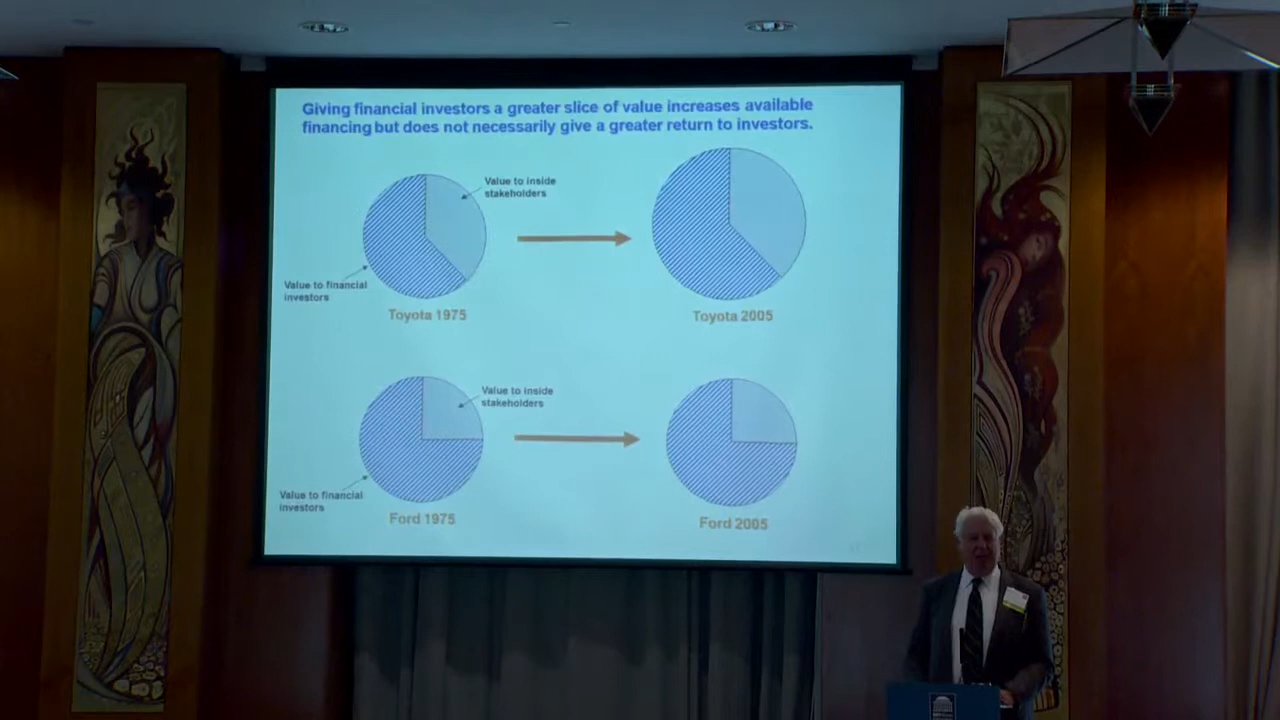 Giving financial investors a greater slice of value increases available
financing but does not necessarily give a greater return to investors.
Value to inside
stakeholders
Value to financial
investors
Toyota 1975
Toyota 2005
Value to inside
stakeholders
Value to financial
investors
Ford 1975
Ford 2005